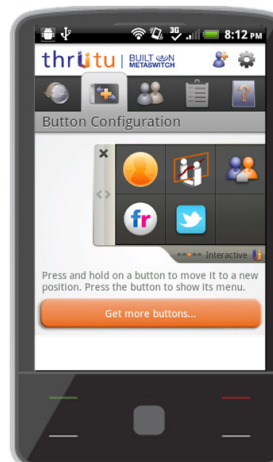 3G 8:12 PM
thrutu BUILT ON
METASWITCH
Button Configuration
fr
Interactive
Press and hold on a button to move it to a new
position. Press the button to show its menu.
Get more buttons...